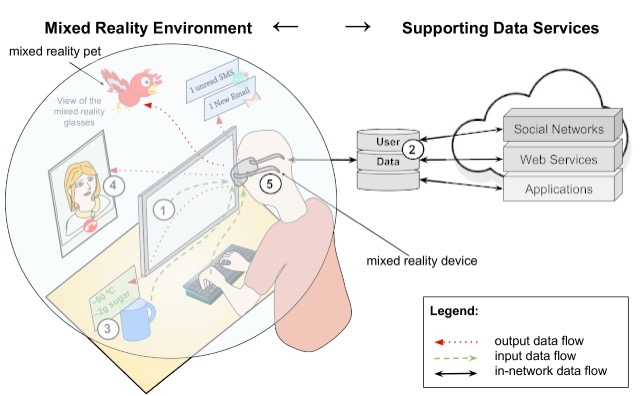 Mixed Reality Environment
Supporting Data Services
mixed reality pet
View of the
mixed reality
glasses
1 unread SMS
1 New Email
User
Data
2
Social Networks
Web Services
Applications
4
1
5
mixed reality device
~90 °C
~2g sugar
3
Legend:
output data flow
input data flow
in-network data flow